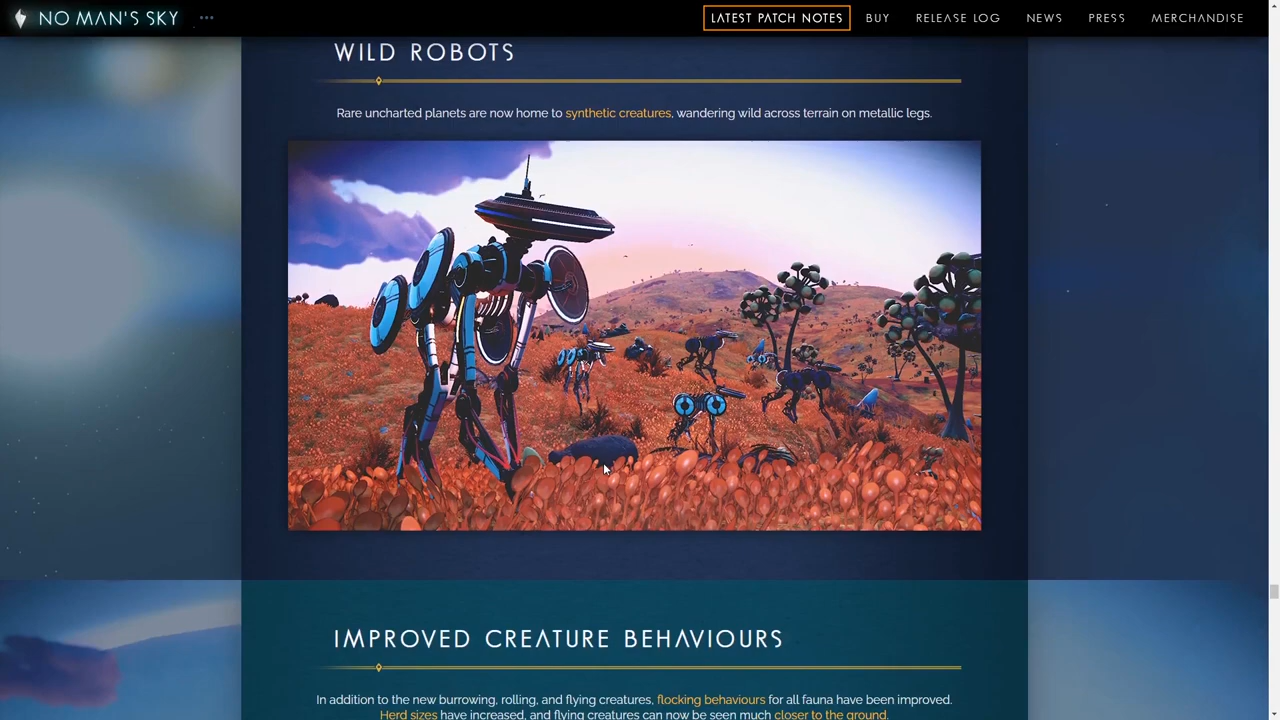 NO MAN'S SKY
LATEST PATCH NOTES
BUY
RELEASE LOG
NEWS
PRESS
MERCHANDISE
WILD ROBOTS
Rare uncharted planets are now home to synthetic creatures, wandering wild across terrain on metallic legs.
IMPROVED CREATURE BEHAVIOURS
In addition to the new burrowing, rolling, and flying creatures, flocking behaviours for all fauna have been improved.
Herd sizes have increased, and flying creatures can now be seen much closer to the ground.